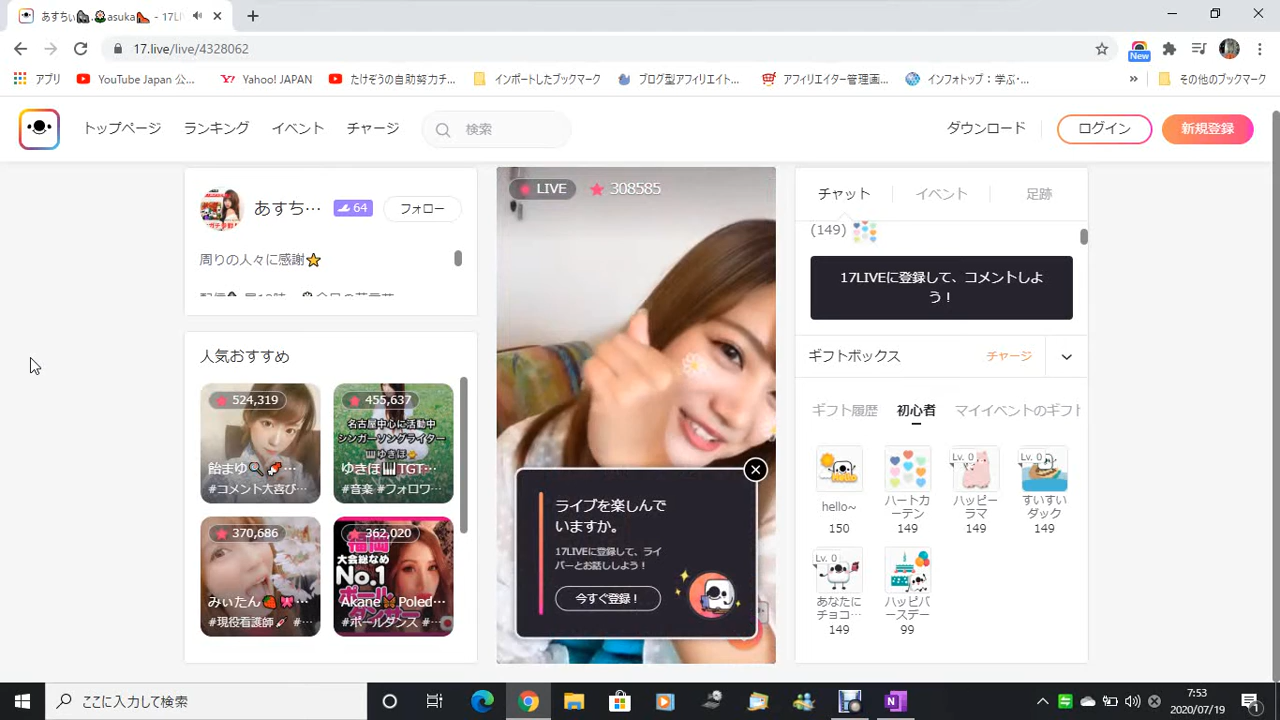 あすちぃ
asuka
- 17LI
17.live/live/4328062
New
アプリ
YouTube Japan 公...
Yahoo! JAPAN
たけぞうの自助努力チ...
インポートしたブックマーク
ブログ型アフィリエイト...
アフィリエイター管理画...
インフォトップ：学ぶ・...
»
その他のブックマーク
トップページ
ランキング
イベント
チャージ
検索
ダウンロード
ログイン
新規登録
あすち…
64
フォロー
周りの人々に感謝⭐
人気おすすめ
524,319
飴まゆ🔍💉…
#コメント大喜び…
455,637
名古屋中心に活動中
シンガーソングライター
ゆきほ
ゆきほ🎹TGT…
#音楽 #フォロワ…
370,686
みぃたん🍓🎀…
#現役看護師💉 #…
362,020
福岡
大会総なめ
No.1
ポール
ダンサー
Akane🦋Poled…
#ポールダンス #…
LIVE
308585
ライブを楽しんで
いますか。
17LIVEに登録して、ライ
バーとお話ししよう！
今すぐ登録！
チャット
イベント
足跡
(149)
17LIVEに登録して、コメントしよ
う！
ギフトボックス
チャージ
ギフト履歴
初心者
マイイベントのギフト
hello~
150
ハートカ
ーテン
149
Lv. 0
ハッピー
ラマ
149
Lv. 0
すいすい
ダック
149
Lv. 0
あなたに
チョコ…
149
ハッピバ
ースデー
99
ここに入力して検索
7:53
2020/07/19
1